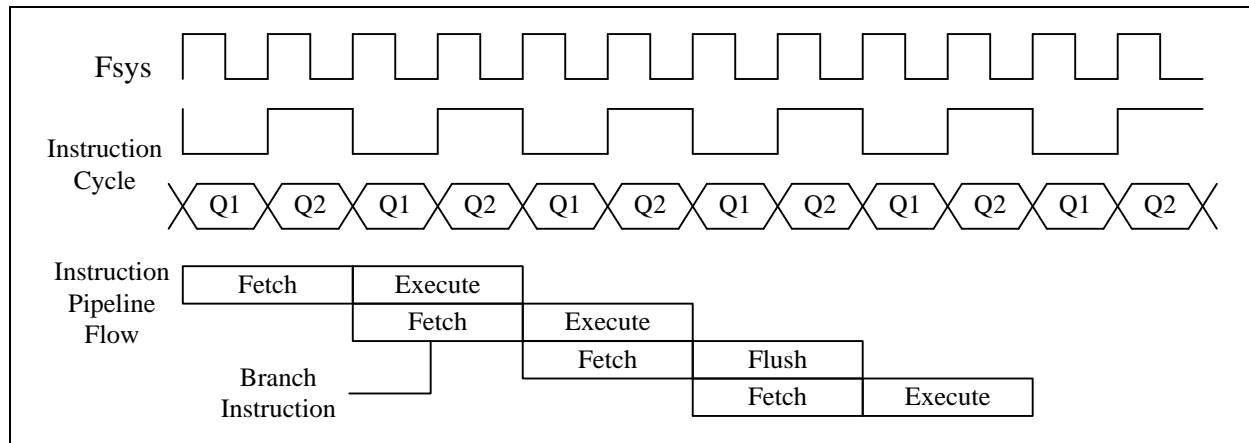 Fsys
Instruction
Cycle
Q1 Q2 Q1 Q2 Q1 Q2 Q1 Q2 Q1 Q2 Q1 Q2
Instruction
Pipeline
Flow
Fetch Execute
Fetch Execute
Fetch Flush
Fetch Execute
Branch
Instruction